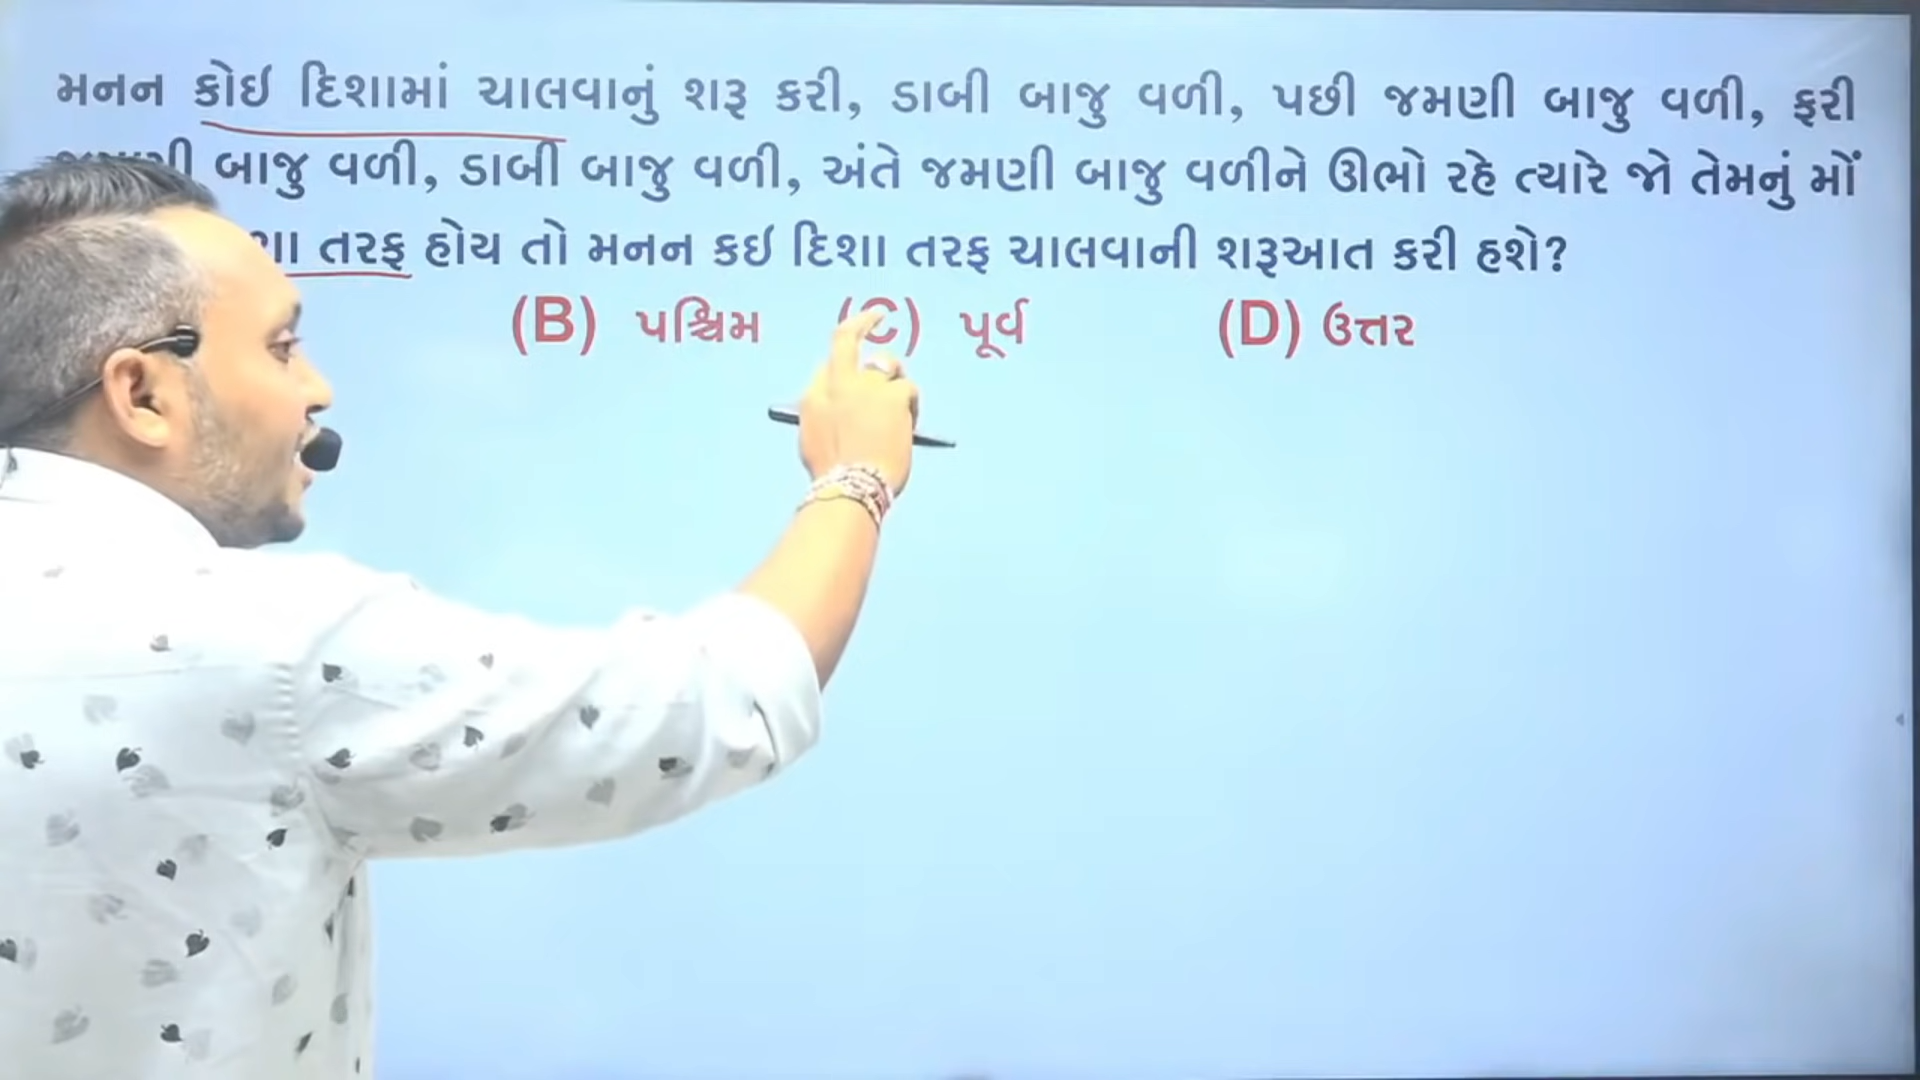 મનન કોઈ દિશામાં ચાલવાનું શરૂ કરી, ડાબી બાજુ વળી, પછી જમણી બાજુ વળી, ફરી
બાજુ વળી, ડાબી બાજુ વળી, અંતે જમણી બાજુ વળીને ઊભો રહે ત્યારે જો તેમનું મોં
તરફ હોય તો મનન કઈ દિશા તરફ ચાલવાની શરૂઆત કરી હશે?
(B) પશ્ચિમ (C) પૂર્વ (D) ઉત્તર